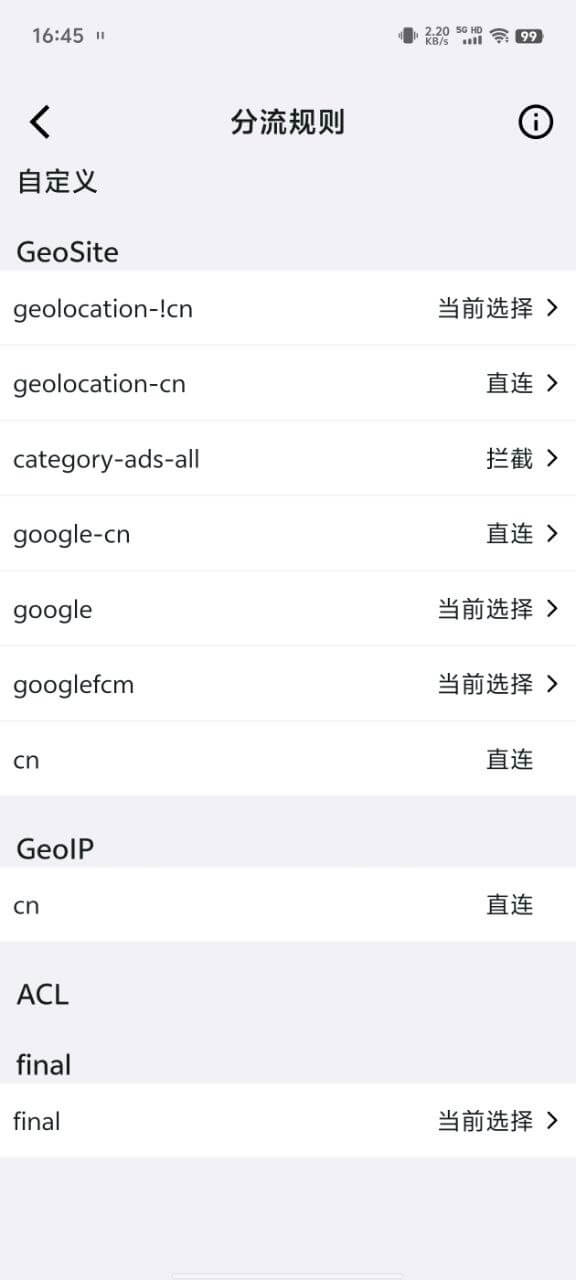 16:45
2.20 KB/s 5G HD 99
分流规则
自定义
GeoSite
geolocation-!cn 当前选择
geolocation-cn 直连
category-ads-all 拦截
google-cn 直连
google 当前选择
googlefcm 当前选择
cn 直连
GeoIP
cn 直连
ACL
final
final 当前选择